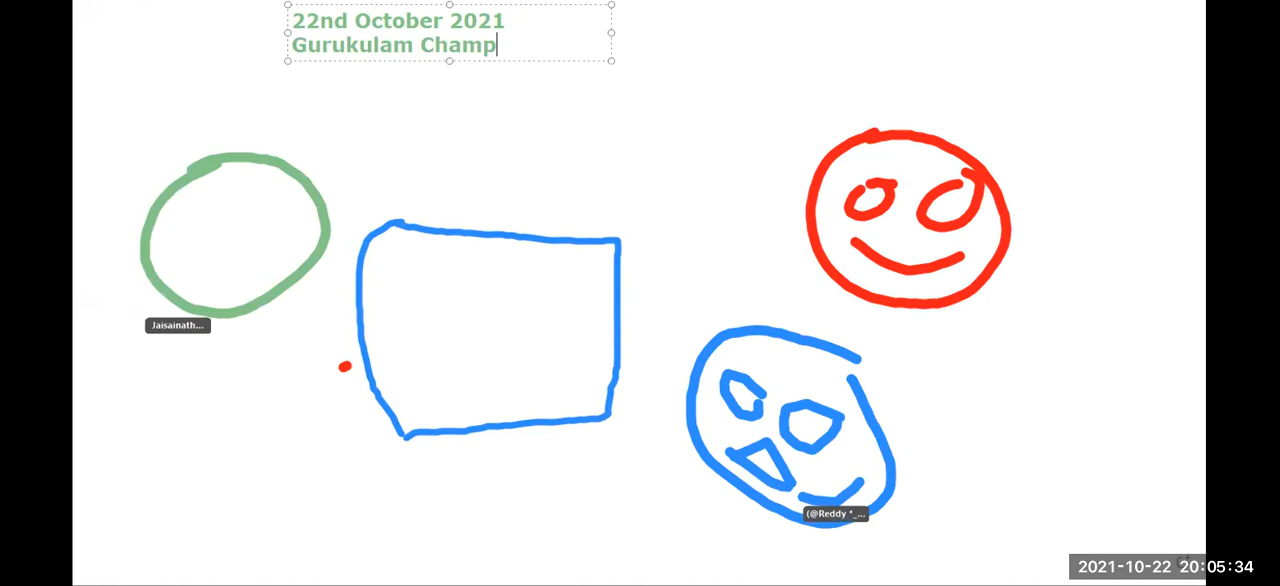 22nd October 2021
Gurukulam Champ
Jaisainath...
(@Reddy *_...
2021-10-22 20:05:34